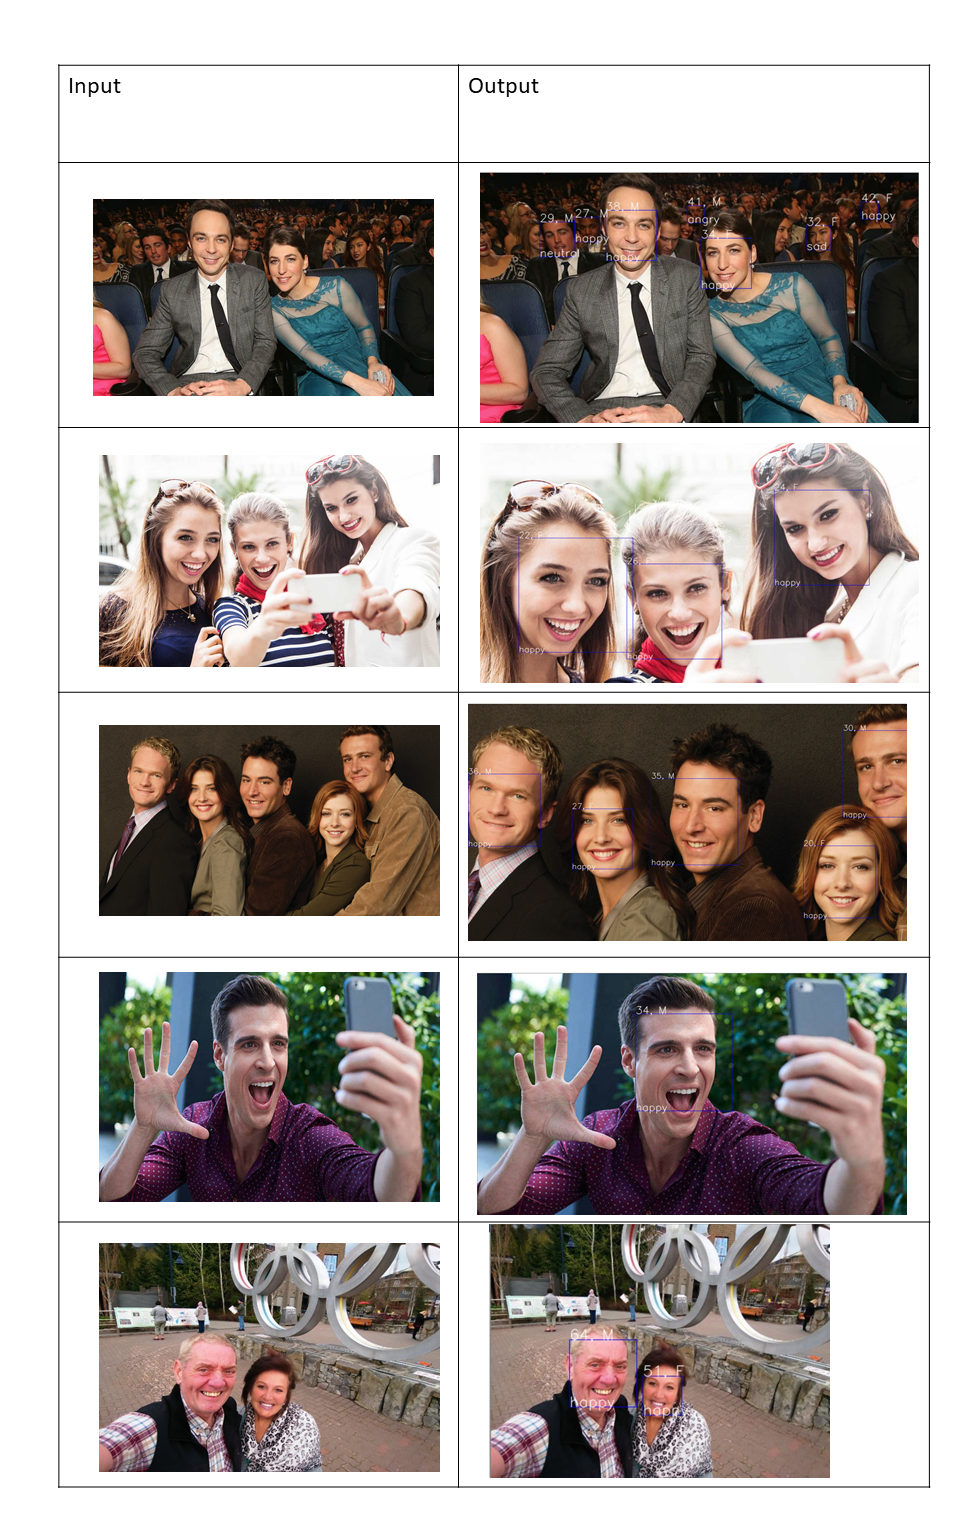 Input
Output
42, F
happy
41, M
angry
38, M
27, M
29, M
32, F
34, F
happy
sad
neutral
happy
happy
24, F
22, F
26, F
happy
happy
happy
30, M
36, M
35, M
27, F
happy
20, F
happy
happy
happy
happy
34, M
happy
64, M
51, F
happy
happy